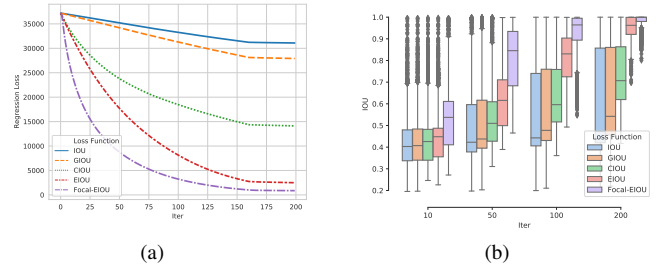 35000
30000
25000
20000
15000
10000
5000
0
Regression Loss
Loss Function
IOU
GIOU
CIOU
EIOU
Focal-EIOU
0 25 50 75 100 125 150 175 200
Iter
(a)
1.0
0.9
0.8
0.7
0.6
0.5
0.4
0.3
0.2
IOU
Loss Function
IOU
GIOU
CIOU
EIOU
Focal-EIOU
10 50 100 200
Iter
(b)